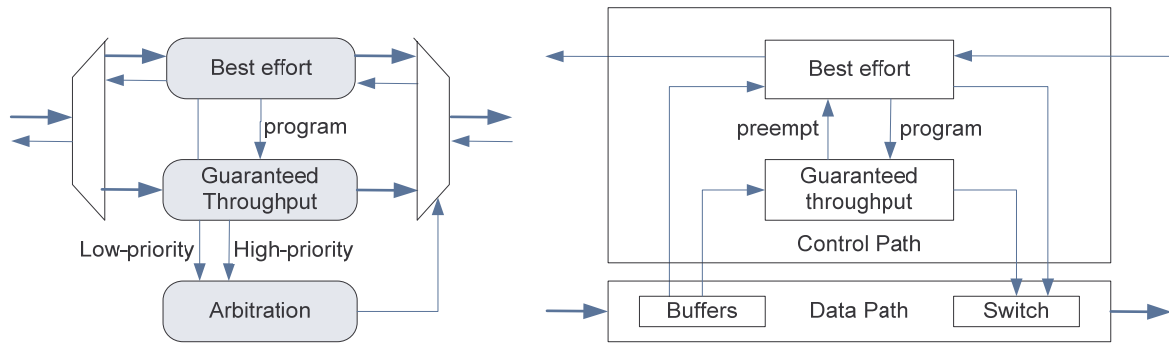 Best effort
program
Guaranteed
Throughput
Low-priority
High-priority
Arbitration
Best effort
preempt
program
Guaranteed
throughput
Control Path
Buffers
Data Path
Switch